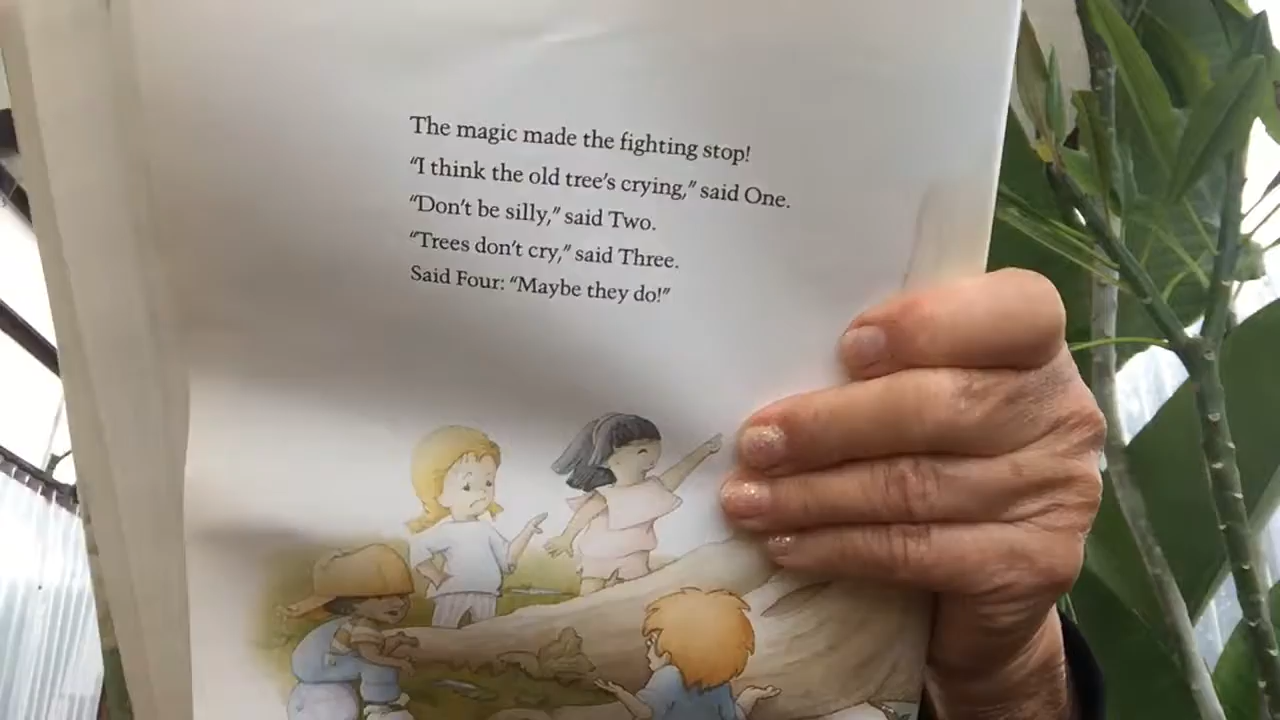 The magic made the fighting stop!
“I think the old tree’s crying,” said One.
“Don’t be silly,” said Two.
“Trees don’t cry,” said Three.
Said Four: “Maybe they do!”